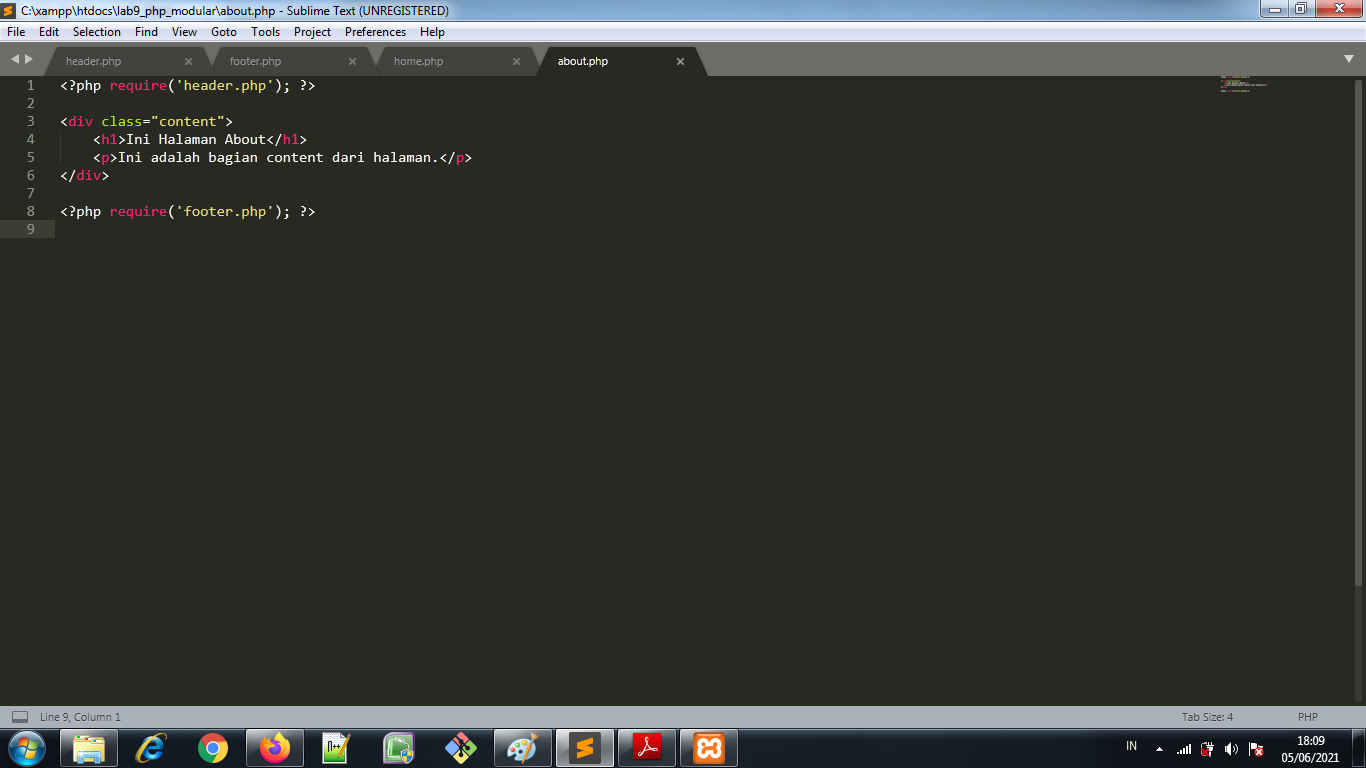 C:\xampp\htdocs\lab9_php_modular\about.php - Sublime Text (UNREGISTERED)
File Edit Selection Find View Goto Tools Project Preferences Help
header.php footer.php home.php about.php
1 <?php require('header.php'); ?>
2
3 <div class="content">
4 <h1>Ini Halaman About</h1>
5 <p>Ini adalah bagian content dari halaman.</p>
6 </div>
7
8 <?php require('footer.php'); ?>
9
Line 9, Column 1 Tab Size: 4 PHP
IN 18:09
05/06/2021